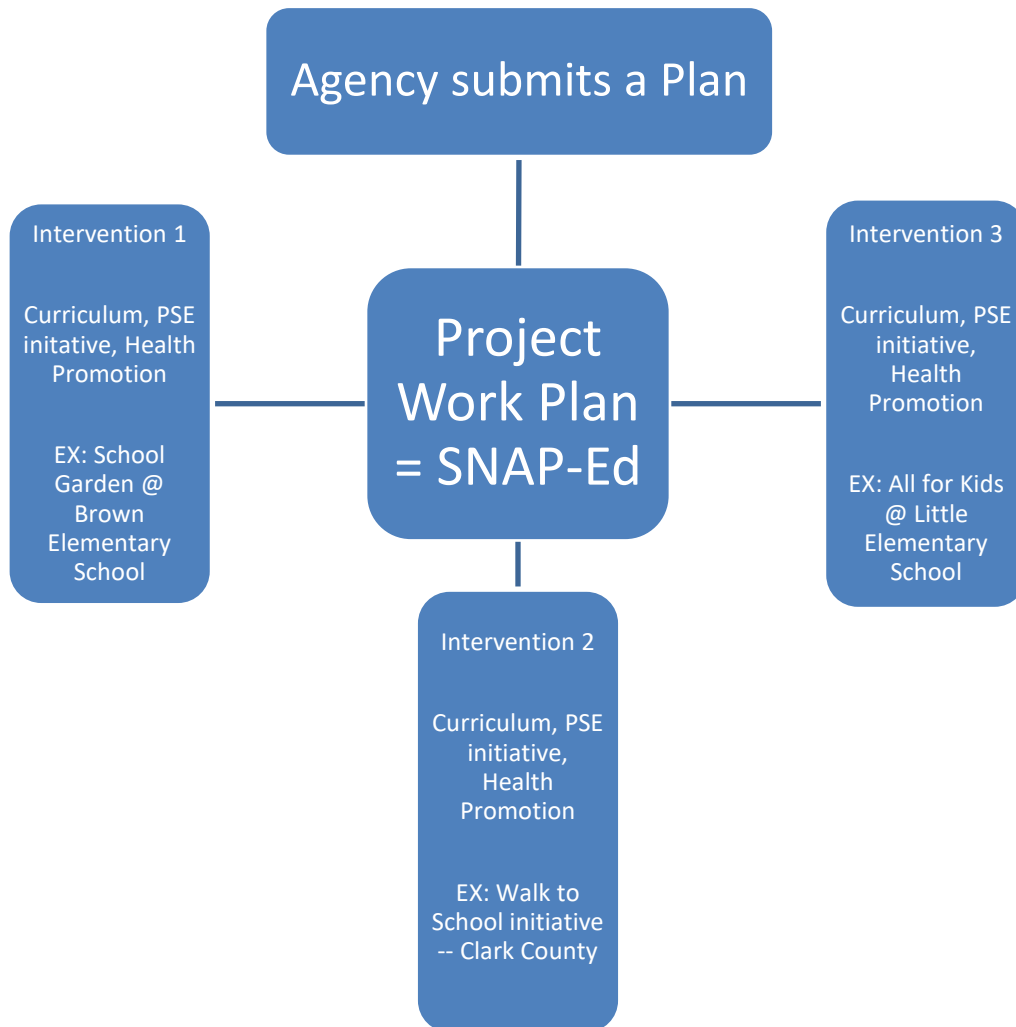 Agency submits a Plan
Intervention 1
Curriculum, PSE
initative, Health
Promotion
EX: School
Garden @
Brown
Elementary
School
Project
Work Plan
= SNAP-Ed
Intervention 3
Curriculum, PSE
initiative,
Health
Promotion
EX: All for Kids
@ Little
Elementary
School
Intervention 2
Curriculum, PSE
initiative,
Health
Promotion
EX: Walk to
School initiative
-- Clark County